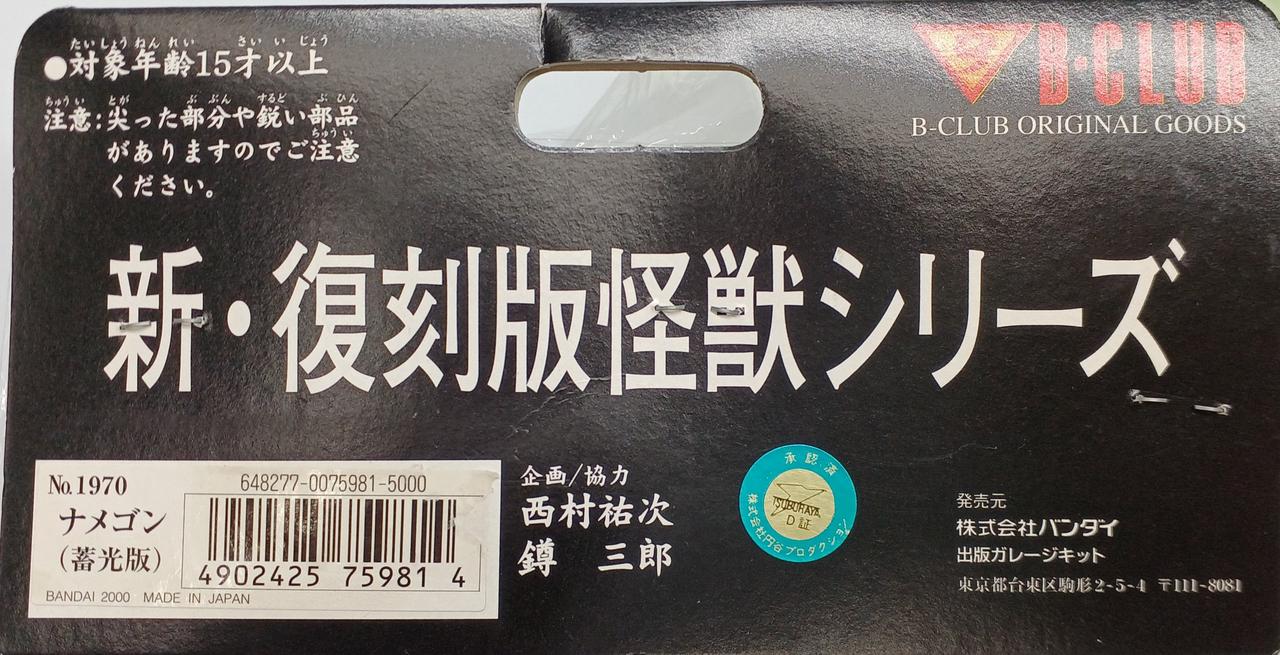 ●対象年齢15才以上
たいしょうねんれい さいいじょう
注意:尖った部分や鋭い部品
ちゅうい とが ぶぶん するど ぶひん
がありますのでご注意
ちゅうい
ください。
B·CLUB
B-CLUB ORIGINAL GOODS
新・復刻版怪獣シリーズ
No.1970
ナメゴン
(蓄光版)
648277-0075981-5000
4902425 75981 4
BANDAI 2000 MADE IN JAPAN
企画/協力
西村祐次
鐏 三郎
承認済
TSUBURAYA
D証
株式会社円谷プロダクション
発売元
株式会社バンダイ
出版ガレージキット
東京都台東区駒形2-5-4 〒111-8081